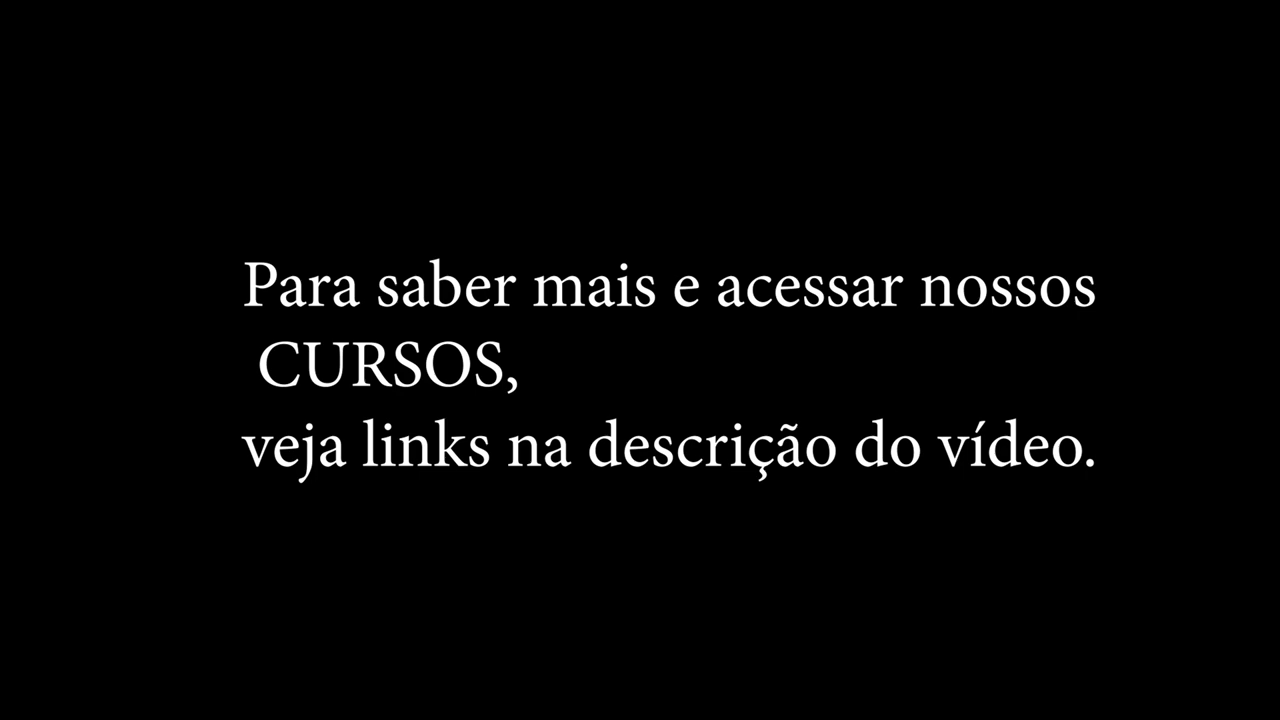 Para saber mais e acessar nossos
CURSOS,
veja links na descrição do vídeo.